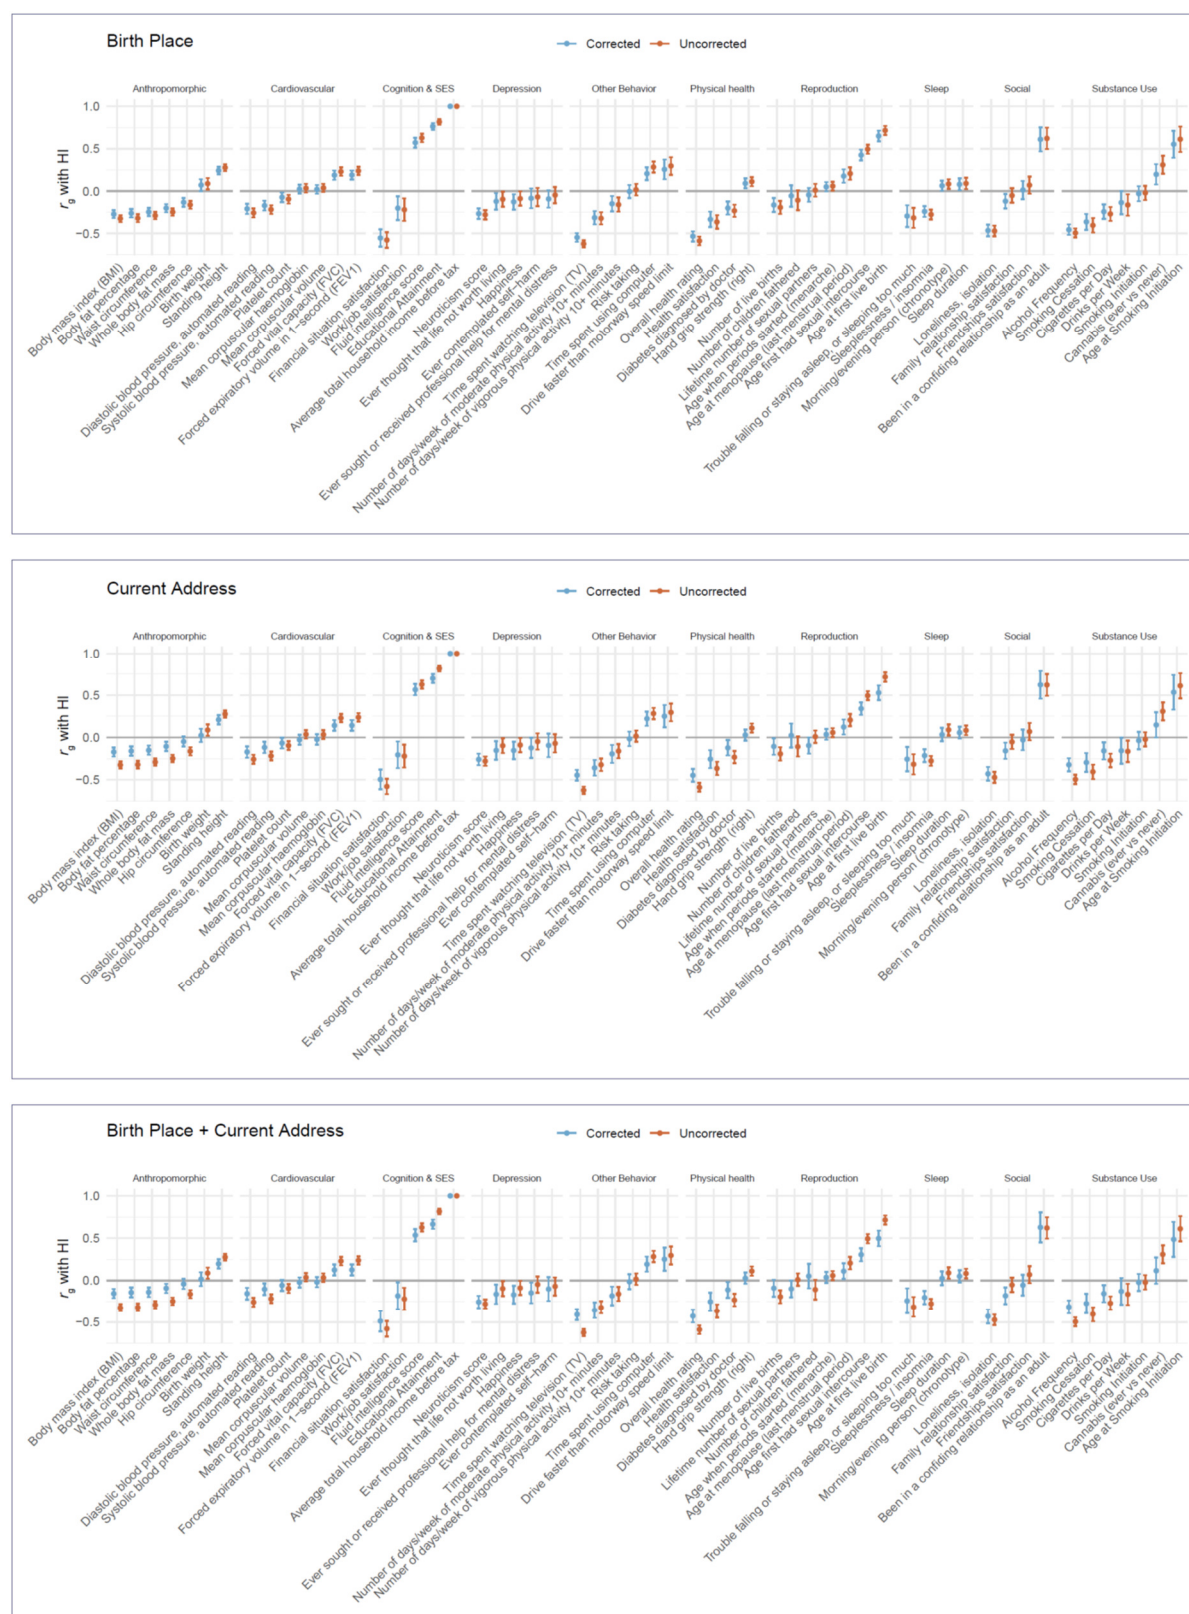 Birth Place
Corrected Uncorrected
Anthropomorphic Cardiovascular Cognition & SES Depression Other Behavior Physical health Reproduction Sleep Social Substance Use
1.0
0.5
0.0
−0.5
rg with HI
Body mass index (BMI)
Body fat percentage
Waist circumference
Whole body fat mass
Hip circumference
Birth weight
Standing height
Diastolic blood pressure, automated reading
Systolic blood pressure, automated reading
Platelet count
Mean corpuscular haemoglobin
Mean corpuscular volume
Forced vital capacity (FVC)
Forced expiratory volume in 1−second (FEV1)
Financial situation satisfaction
Work/job satisfaction
Fluid intelligence score
Educational Attainment
Average total household income before tax
Neuroticism score
Ever thought that life not worth living
Happiness
Ever contemplated self−harm
Ever sought or received professional help for mental distress
Time spent watching television (TV)
Number of days/week of moderate physical activity 10+ minutes
Number of days/week of vigorous physical activity 10+ minutes
Risk taking
Time spent using computer
Drive faster than motorway speed limit
Overall health rating
Health satisfaction
Diabetes diagnosed by doctor
Hand grip strength (right)
Number of live births
Number of children fathered
Lifetime number of sexual partners
Age when periods started (menarche)
Age at menopause (last menstrual period)
Age first had sexual intercourse
Age at first live birth
Trouble falling or staying asleep, or sleeping too much
Sleeplessness / insomnia
Morning/evening person (chronotype)
Sleep duration
Loneliness, isolation
Family relationship satisfaction
Friendships satisfaction
Been in a confiding relationship as an adult
Alcohol Frequency
Smoking Cessation
Cigarettes per Day
Drinks per Week
Smoking Initiation
Cannabis (ever vs never)
Age at Smoking Initiation
Current Address
Corrected Uncorrected
Anthropomorphic Cardiovascular Cognition & SES Depression Other Behavior Physical health Reproduction Sleep Social Substance Use
1.0
0.5
0.0
−0.5
rg with HI
Body mass index (BMI)
Body fat percentage
Waist circumference
Whole body fat mass
Hip circumference
Birth weight
Standing height
Diastolic blood pressure, automated reading
Systolic blood pressure, automated reading
Platelet count
Mean corpuscular volume
Mean corpuscular haemoglobin
Forced vital capacity (FVC)
Forced expiratory volume in 1−second (FEV1)
Financial situation satisfaction
Work/job satisfaction
Fluid intelligence score
Educational Attainment
Average total household income before tax
Neuroticism score
Ever thought that life not worth living
Happiness
Ever sought or received professional help for mental distress
Ever contemplated self−harm
Time spent watching television (TV)
Number of days/week of moderate physical activity 10+ minutes
Number of days/week of vigorous physical activity 10+ minutes
Risk taking
Time spent using computer
Drive faster than motorway speed limit
Overall health rating
Health satisfaction
Diabetes diagnosed by doctor
Hand grip strength (right)
Number of live births
Number of children fathered
Lifetime number of sexual partners
Age when periods started (menarche)
Age at menopause (last menstrual period)
Age first had sexual intercourse
Age at first live birth
Trouble falling or staying asleep, or sleeping too much
Sleeplessness / insomnia
Sleep duration
Morning/evening person (chronotype)
Loneliness, isolation
Family relationship satisfaction
Friendships satisfaction
Been in a confiding relationship as an adult
Alcohol Frequency
Smoking Cessation
Cigarettes per Day
Drinks per Week
Smoking Initiation
Cannabis (ever vs never)
Age at Smoking Initiation
Birth Place + Current Address
Corrected Uncorrected
Anthropomorphic Cardiovascular Cognition & SES Depression Other Behavior Physical health Reproduction Sleep Social Substance Use
1.0
0.5
0.0
−0.5
rg with HI
Body mass index (BMI)
Body fat percentage
Waist circumference
Whole body fat mass
Hip circumference
Birth weight
Standing height
Diastolic blood pressure, automated reading
Systolic blood pressure, automated reading
Platelet count
Mean corpuscular volume
Mean corpuscular haemoglobin
Forced vital capacity (FVC)
Forced expiratory volume in 1−second (FEV1)
Financial situation satisfaction
Work/job satisfaction
Fluid intelligence score
Educational Attainment
Average total household income before tax
Neuroticism score
Ever thought that life not worth living
Happiness
Ever sought or received professional help for mental distress
Ever contemplated self−harm
Time spent watching television (TV)
Number of days/week of moderate physical activity 10+ minutes
Number of days/week of vigorous physical activity 10+ minutes
Risk taking
Time spent using computer
Drive faster than motorway speed limit
Overall health rating
Health satisfaction
Diabetes diagnosed by doctor
Hand grip strength (right)
Number of live births
Lifetime number of sexual partners
Number of children fathered
Age when periods started (menarche)
Age at menopause (last menstrual period)
Age first had sexual intercourse
Age at first live birth
Trouble falling or staying asleep, or sleeping too much
Sleeplessness / insomnia
Sleep duration
Morning/evening person (chronotype)
Loneliness, isolation
Family relationship satisfaction
Friendships satisfaction
Been in a confiding relationship as an adult
Alcohol Frequency
Smoking Cessation
Cigarettes per Day
Drinks per Week
Smoking Initiation
Cannabis (ever vs never)
Age at Smoking Initiation